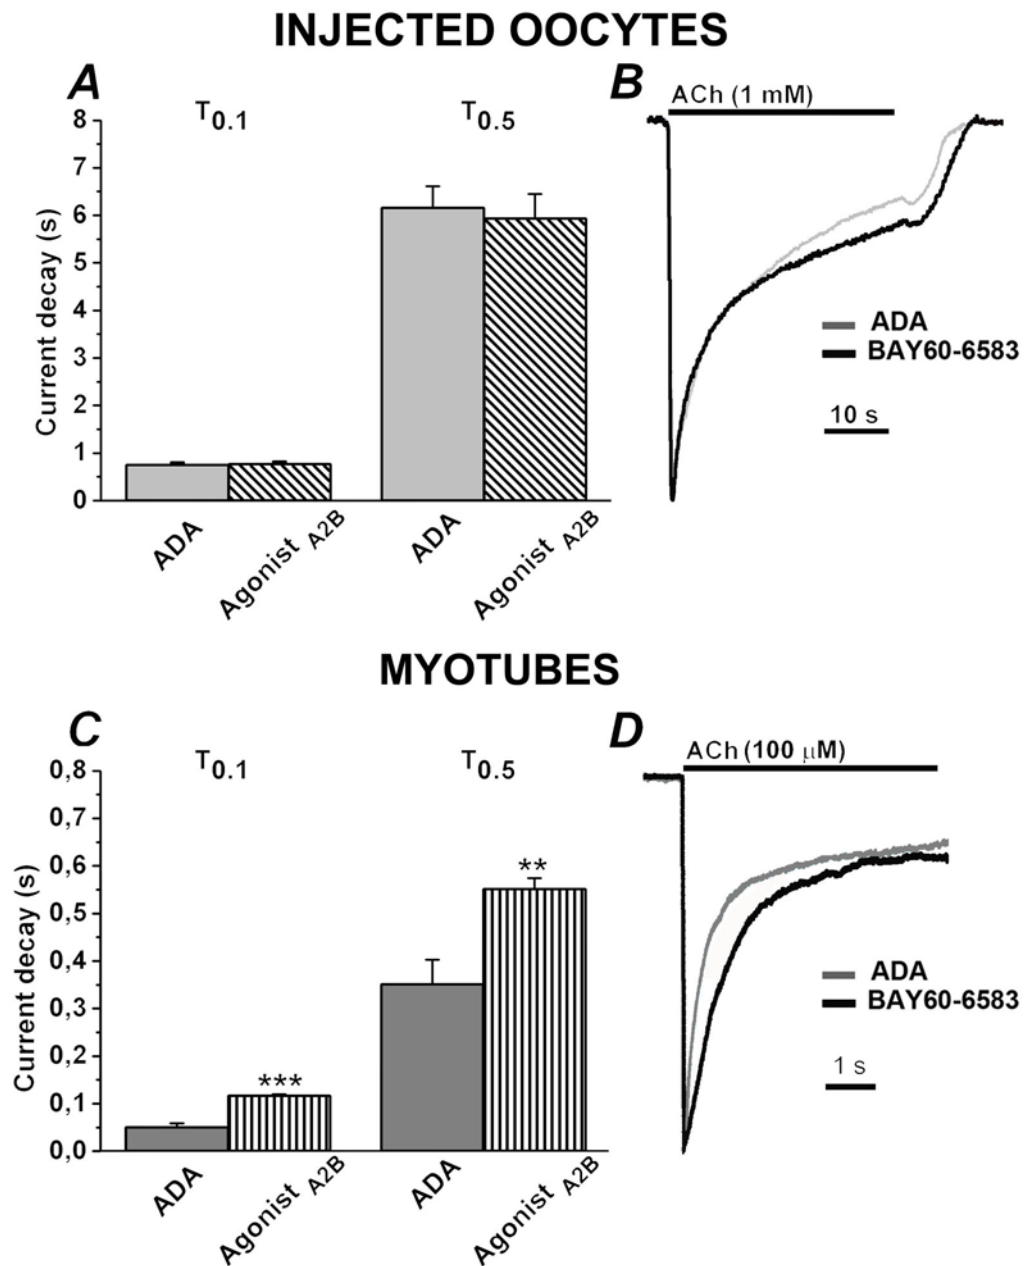 INJECTED OOCYTES
A
T0.1
T0.5
Current decay (s)
8
7
6
5
4
3
2
1
0
ADA
Agonist A2B
ADA
Agonist A2B
B
ACh (1 mM)
ADA
BAY60-6583
10 s
MYOTUBES
C
T0.1
T0.5
Current decay (s)
0,8
0,7
0,6
0,5
0,4
0,3
0,2
0,1
0,0
***
**
ADA
Agonist A2B
ADA
Agonist A2B
D
ACh (100 µM)
ADA
BAY60-6583
1 s